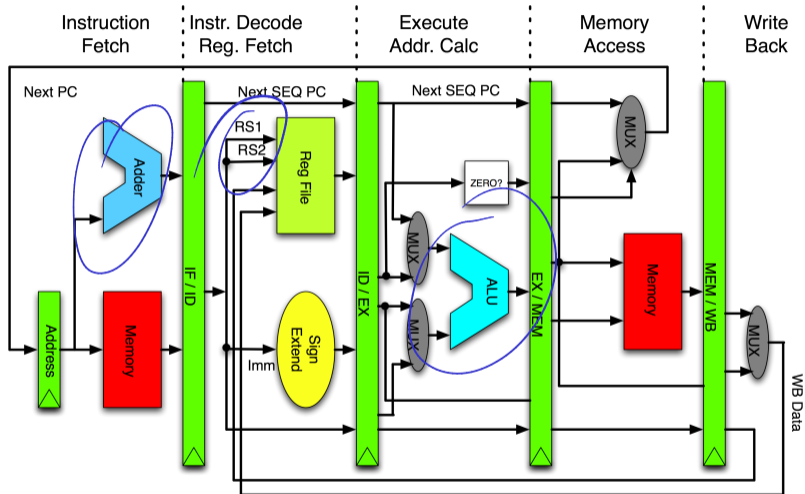 Instruction
Fetch
Instr. Decode
Reg. Fetch
Execute
Addr. Calc
Memory
Access
Write
Back
Next PC
Next SEQ PC
Next SEQ PC
RS1
RS2
Adder
Reg File
ZERO?
MUX
MUX
MUX
ALU
Memory
MUX
IF / ID
ID / EX
EX / MEM
MEM / WB
Address
Memory
Sign
Extend
Imm
WB Data